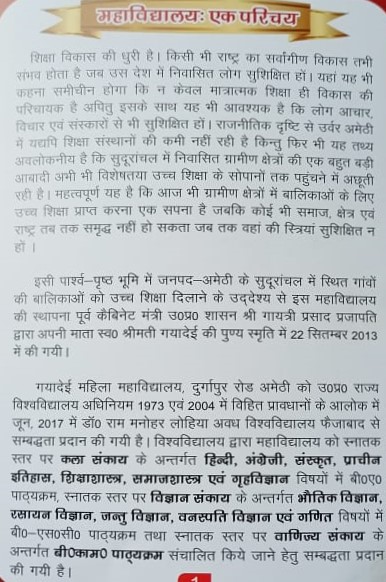 महाविद्यालयः एक परिचय
शिक्षा विकास की धुरी है। किसी भी राष्ट्र का सर्वांगीण विकास तभी
संभव होता है जब उस देश में निवासित लोग सुशिक्षित हों। यहां यह भी
कहना समीचीन होगा कि न केवल मात्रात्मक शिक्षा ही विकास की
परिचायक है अपितु इसके साथ यह भी आवश्यक है कि लोग आचार,
विचार एवं संस्कारों से भी सुशिक्षित हों। राजनीतिक दृष्टि से उर्वर अमेठी
में यद्यपि शिक्षा संस्थानों की कमी नहीं रही है किन्तु फिर भी यह तथ्य
अवलोकनीय है कि सुदूरांचल में निवासित ग्रामीण क्षेत्रों की एक बहुत बड़ी
आबादी अभी भी विशेषतया उच्च शिक्षा के सोपानों तक पहुंचने में अछूती
रही है। महत्वपूर्ण यह है कि आज भी ग्रामीण क्षेत्रों में बालिकाओं के लिए
उच्च शिक्षा प्राप्त करना एक सपना है जबकि कोई भी समाज, क्षेत्र एवं
राष्ट्र तब तक समृद्ध नहीं हो सकता जब तक वहां की स्त्रियां सुशिक्षित न
हों ।
इसी पार्श्व–पृष्ठ भूमि में जनपद–अमेठी के सुदूरांचल में स्थित गांवों
की बालिकाओं को उच्च शिक्षा दिलाने के उद्देश्य से इस महाविद्यालय
की स्थापना पूर्व कैबिनेट मंत्री उ0प्र0 शासन श्री गायत्री प्रसाद प्रजापति
द्वारा अपनी माता स्व0 श्रीमती गयादेई की पुण्य स्मृति में 22 सितम्बर 2013
में की गयी।
गयादेई महिला महाविद्यालय, दुर्गापुर रोड अमेठी को उ0प्र0 राज्य
विश्वविद्यालय अधिनियम 1973 एवं 2004 में विहित प्रावधानों के आलोक में
जून, 2017 में डॉ0 राम मनोहर लोहिया अवध विश्वविद्यालय फैजाबाद से
सम्बद्धता प्रदान की गयी है। विश्वविद्यालय द्वारा महाविद्यालय को स्नातक
स्तर पर कला संकाय के अन्तर्गत हिन्दी, अंग्रेजी, संस्कृत, प्राचीन
इतिहास, शिक्षाशास्त्र, समाजशास्त्र एवं गृहविज्ञान विषयों में बी0ए0
पाठ्यक्रम, स्नातक स्तर पर विज्ञान संकाय के अन्तर्गत भौतिक विज्ञान,
रसायन विज्ञान, जन्तु विज्ञान, वनस्पति विज्ञान एवं गणित विषयों में
बी0–एस0सी0 पाठ्यक्रम तथा स्नातक स्तर पर वाणिज्य संकाय के
अन्तर्गत बी0काम0 पाठ्यक्रम संचालित किये जाने हेतु सम्बद्धता प्रदान
की गयी है।
1